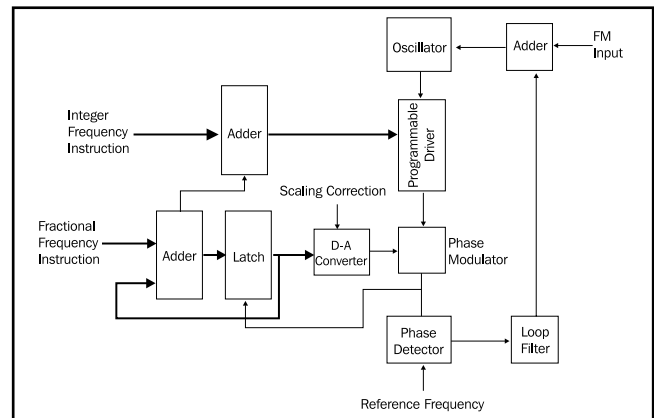 Oscillator
Adder
FM
Input
Integer
Frequency
Instruction
Adder
Programmable
Driver
Scaling Correction
Fractional
Frequency
Instruction
Adder
Latch
D-A
Converter
Phase
Modulator
Phase
Detector
Loop
Filter
Reference Frequency